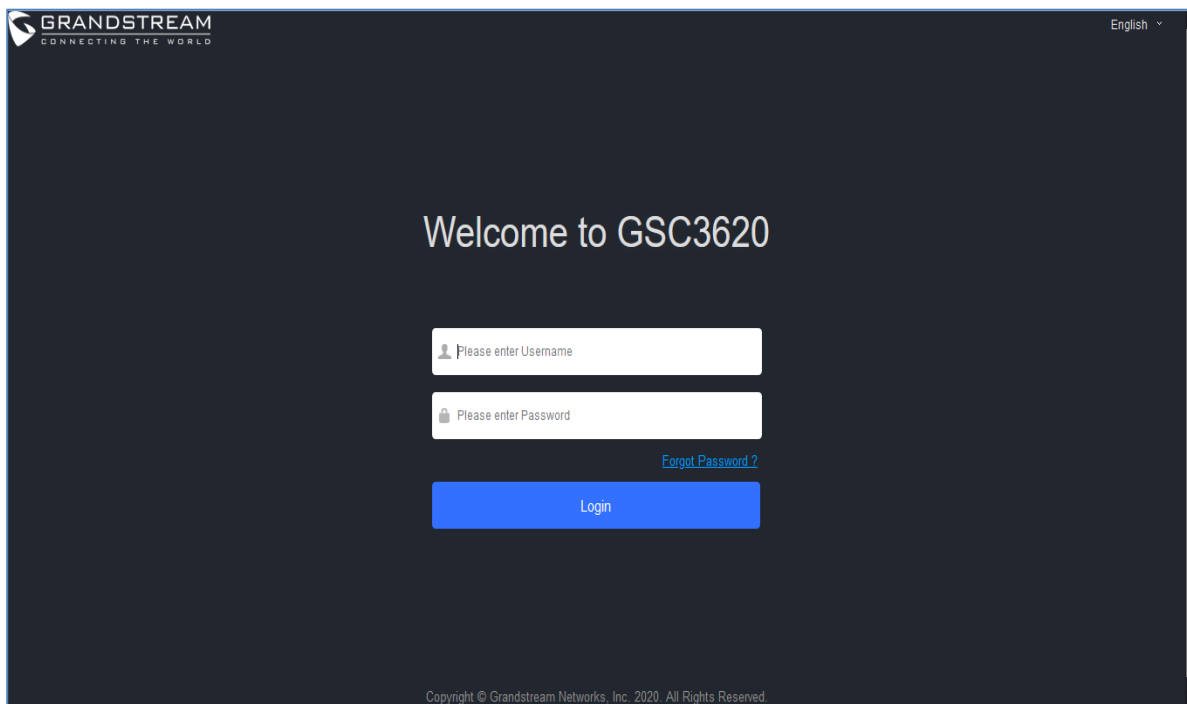 GRANDSTREAM
CONNECTING THE WORLD
English
Welcome to GSC3620
Please enter Username
Please enter Password
Forgot Password ?
Login
Copyright © Grandstream Networks, Inc. 2020. All Rights Reserved.